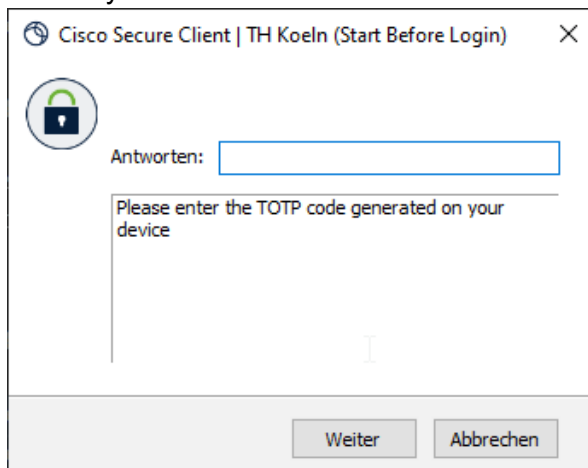 Cisco Secure Client | TH Koeln (Start Before Login)
Antworten:
Please enter the TOTP code generated on your
device
Weiter
Abbrechen